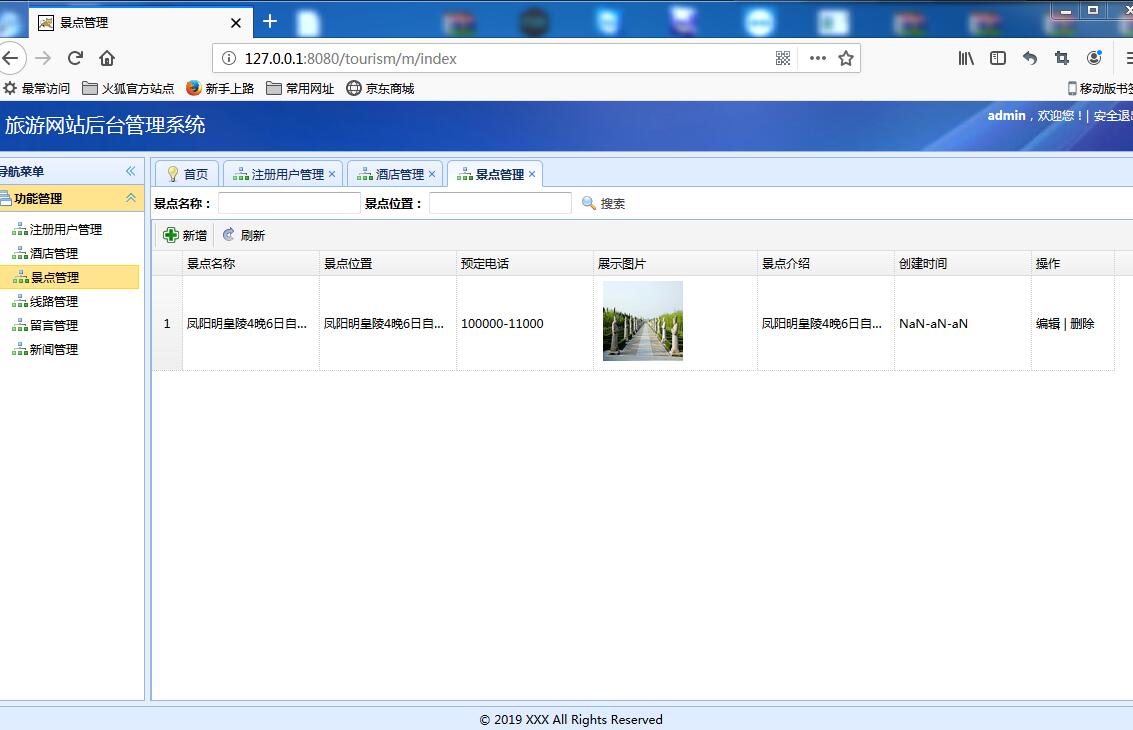 景点管理
127.0.0.1:8080/tourism/m/index
最常访问 火狐官方站点 新手上路 常用网址 京东商城 移动版书签
旅游网站后台管理系统
admin，欢迎您！| 安全退出
导航菜单
功能管理
注册用户管理
酒店管理
景点管理
线路管理
留言管理
新闻管理
首页 注册用户管理 酒店管理 景点管理
景点名称： 景点位置： 搜索
新增 刷新
景点名称 景点位置 预定电话 展示图片 景点介绍 创建时间 操作
1 凤阳明皇陵4晚6日自... 凤阳明皇陵4晚6日自... 100000-11000 凤阳明皇陵4晚6日自... NaN-aN-aN 编辑 | 删除
© 2019 XXX All Rights Reserved